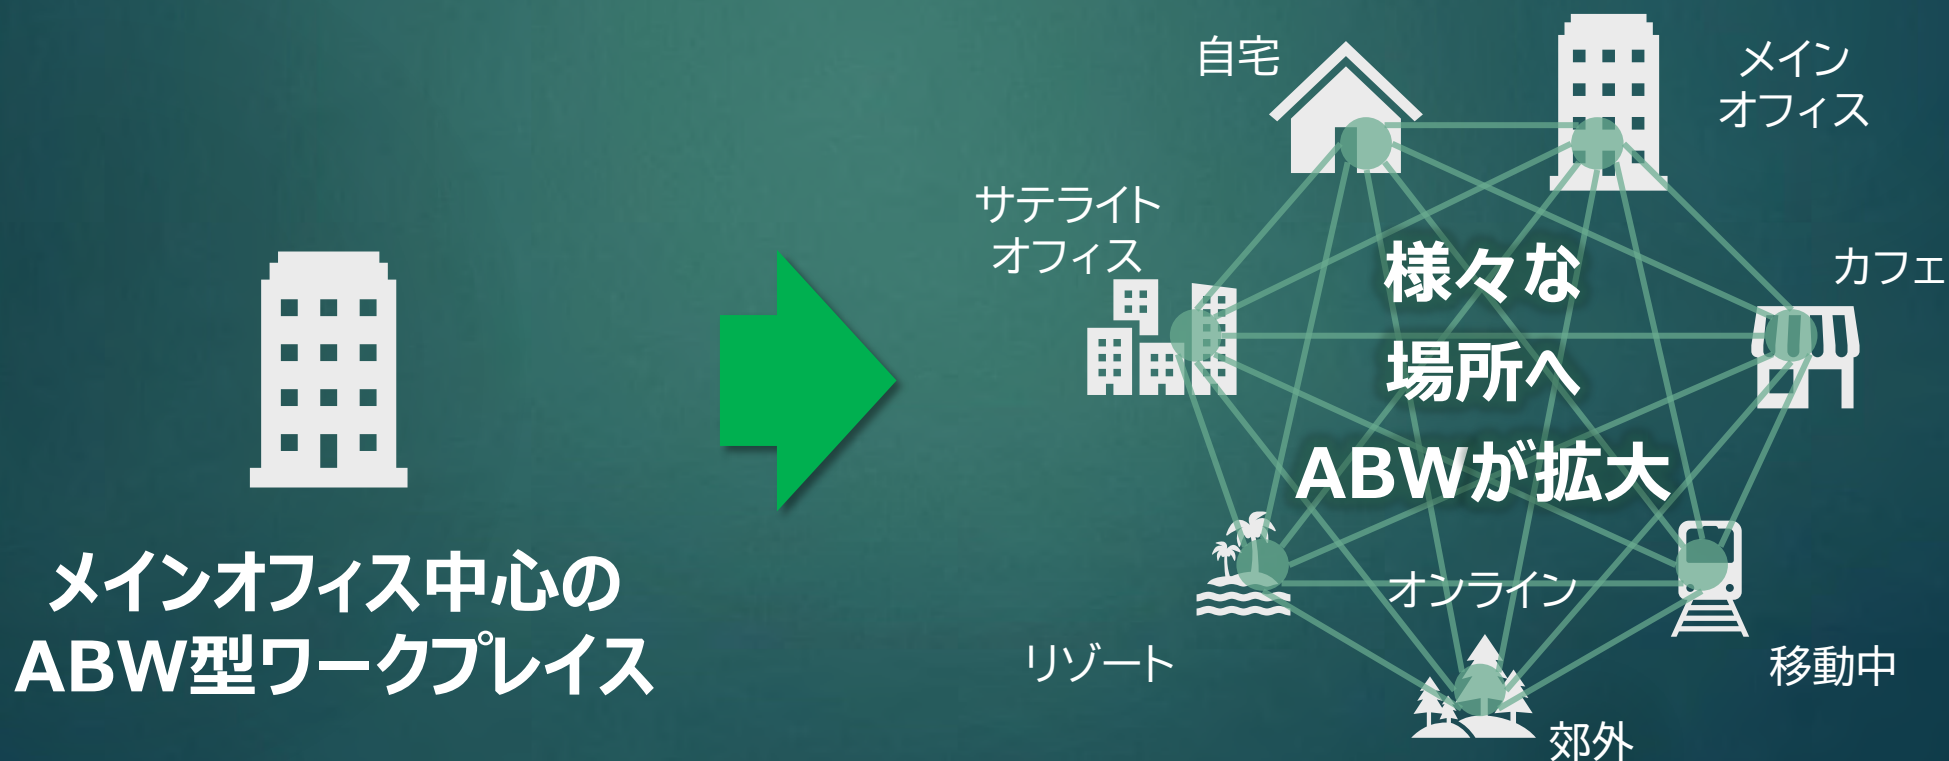 メインオフィス中心の
ABW型ワークプレイス
自宅
メイン
オフィス
サテライト
オフィス
カフェ
様々な
場所へ
ABWが拡大
オンライン
リゾート
移動中
郊外